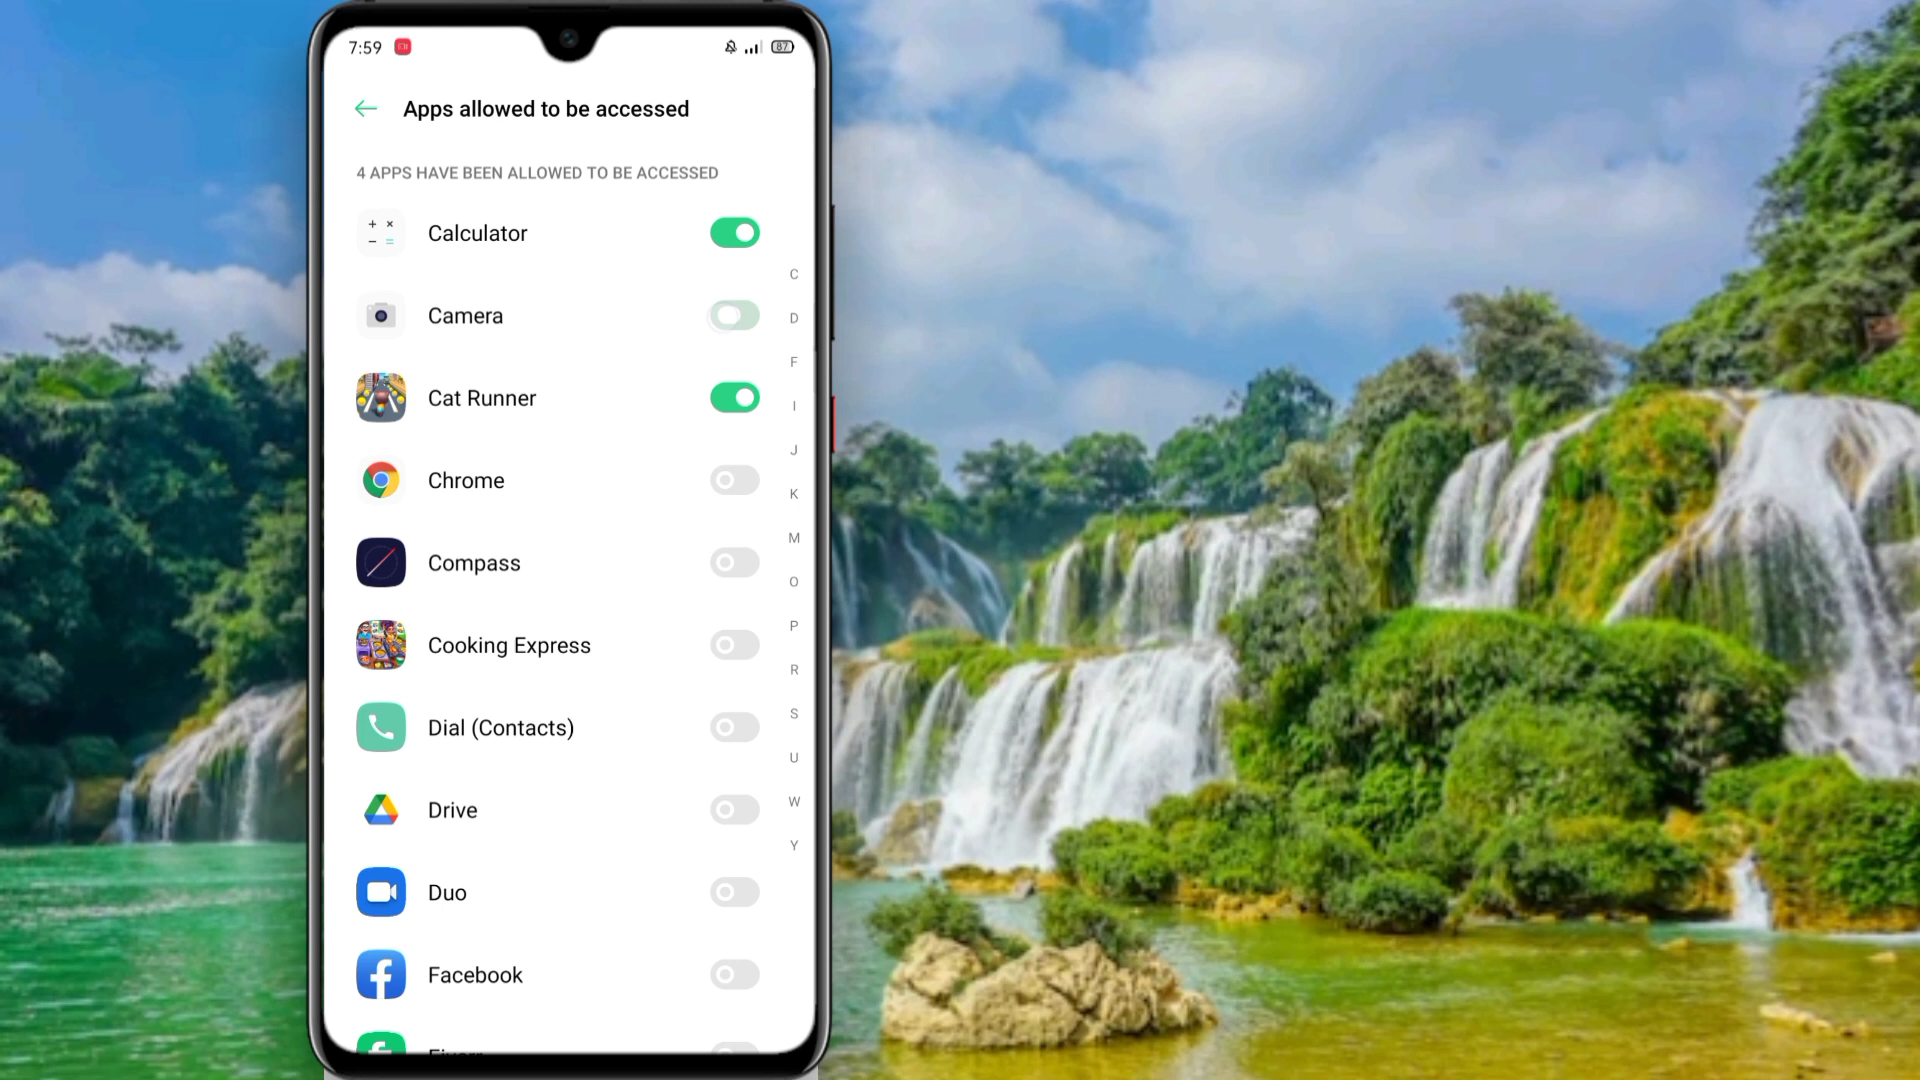 7:59
87
Apps allowed to be accessed
4 APPS HAVE BEEN ALLOWED TO BE ACCESSED
Calculator
Camera
Cat Runner
Chrome
Compass
Cooking Express
Dial (Contacts)
Drive
Duo
Facebook
C
D
F
I
J
K
M
O
P
R
S
U
W
Y